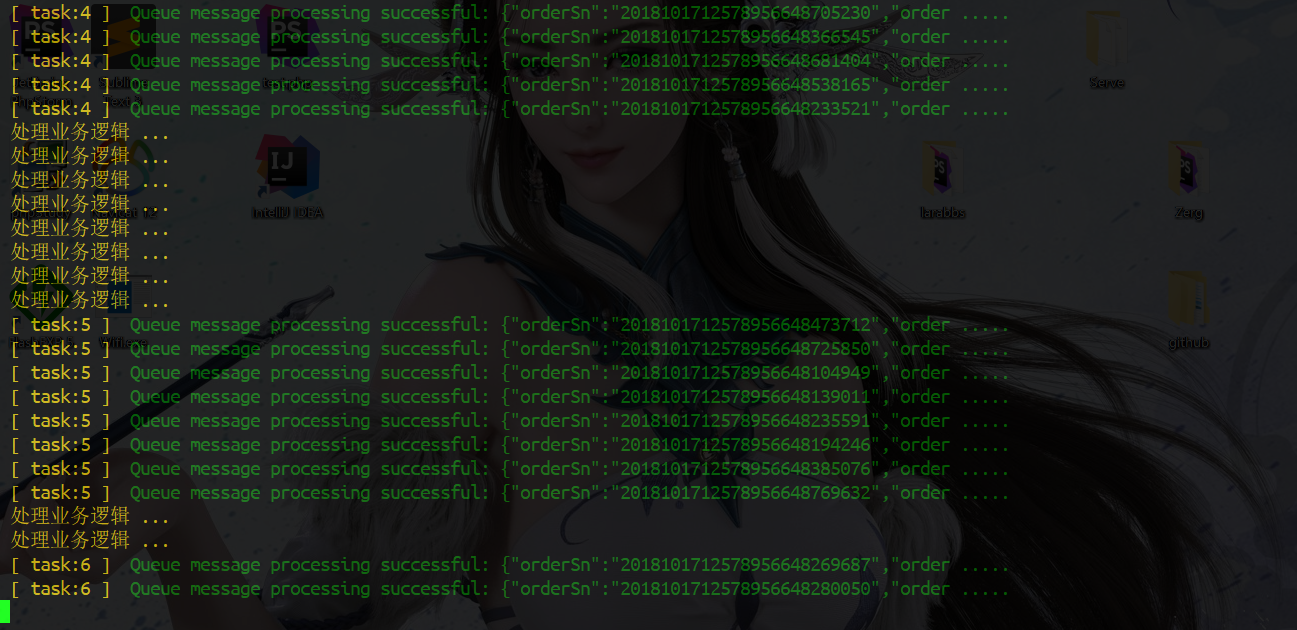 [ task:4 ]  Queue message processing successful: {"orderSn":"2018101712578956648705230","order .....
[ task:4 ]  Queue message processing successful: {"orderSn":"2018101712578956648366545","order .....
[ task:4 ]  Queue message processing successful: {"orderSn":"2018101712578956648681404","order .....
[ task:4 ]  Queue message processing successful: {"orderSn":"2018101712578956648538165","order .....
[ task:4 ]  Queue message processing successful: {"orderSn":"2018101712578956648233521","order .....
处理业务逻辑 ...
处理业务逻辑 ...
处理业务逻辑 ...
处理业务逻辑 ...
处理业务逻辑 ...
处理业务逻辑 ...
处理业务逻辑 ...
处理业务逻辑 ...
[ task:5 ]  Queue message processing successful: {"orderSn":"2018101712578956648473712","order .....
[ task:5 ]  Queue message processing successful: {"orderSn":"2018101712578956648725850","order .....
[ task:5 ]  Queue message processing successful: {"orderSn":"2018101712578956648104949","order .....
[ task:5 ]  Queue message processing successful: {"orderSn":"2018101712578956648139011","order .....
[ task:5 ]  Queue message processing successful: {"orderSn":"2018101712578956648235591","order .....
[ task:5 ]  Queue message processing successful: {"orderSn":"2018101712578956648194246","order .....
[ task:5 ]  Queue message processing successful: {"orderSn":"2018101712578956648385076","order .....
[ task:5 ]  Queue message processing successful: {"orderSn":"2018101712578956648769632","order .....
处理业务逻辑 ...
处理业务逻辑 ...
[ task:6 ]  Queue message processing successful: {"orderSn":"2018101712578956648269687","order .....
[ task:6 ]  Queue message processing successful: {"orderSn":"2018101712578956648280050","order .....
Serve
IJ
IntelliJ IDEA
PS
larabbs
PS
Zerg
github